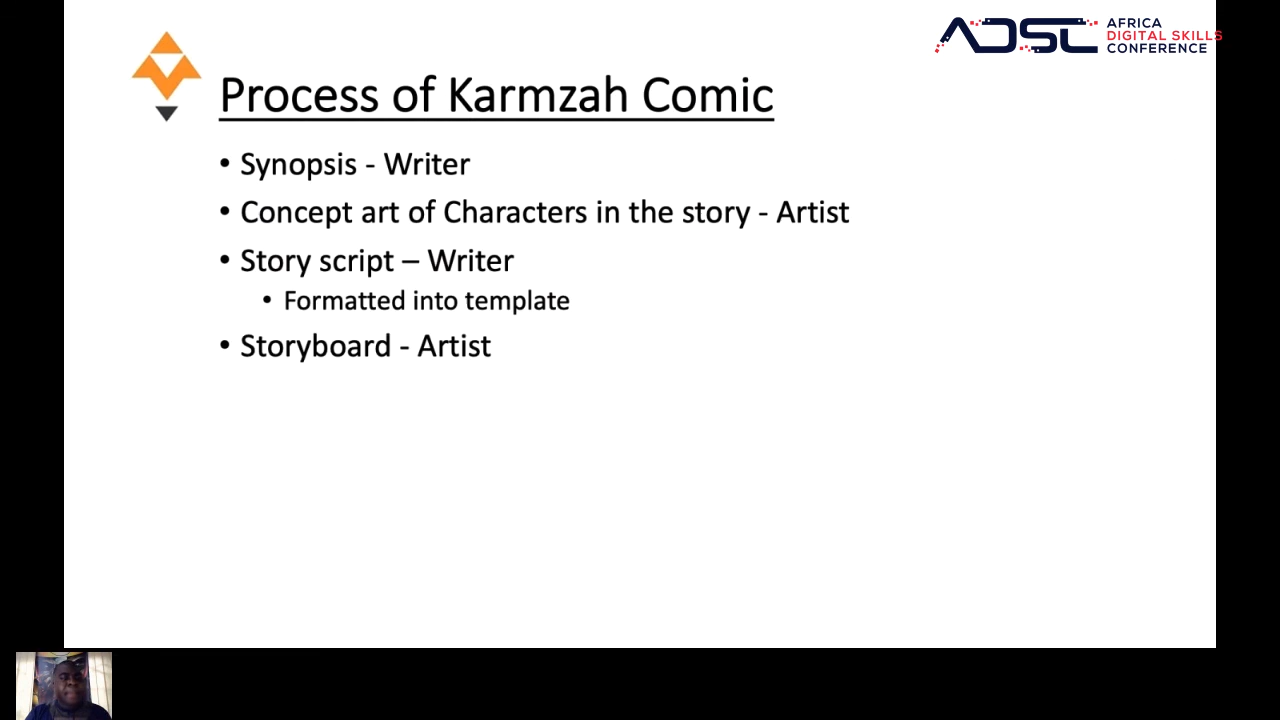 AFRICA
DIGITAL SKILLS
CONFERENCE
ADSC
Process of Karmzah Comic
• Synopsis - Writer
• Concept art of Characters in the story - Artist
• Story script – Writer
• Formatted into template
• Storyboard - Artist